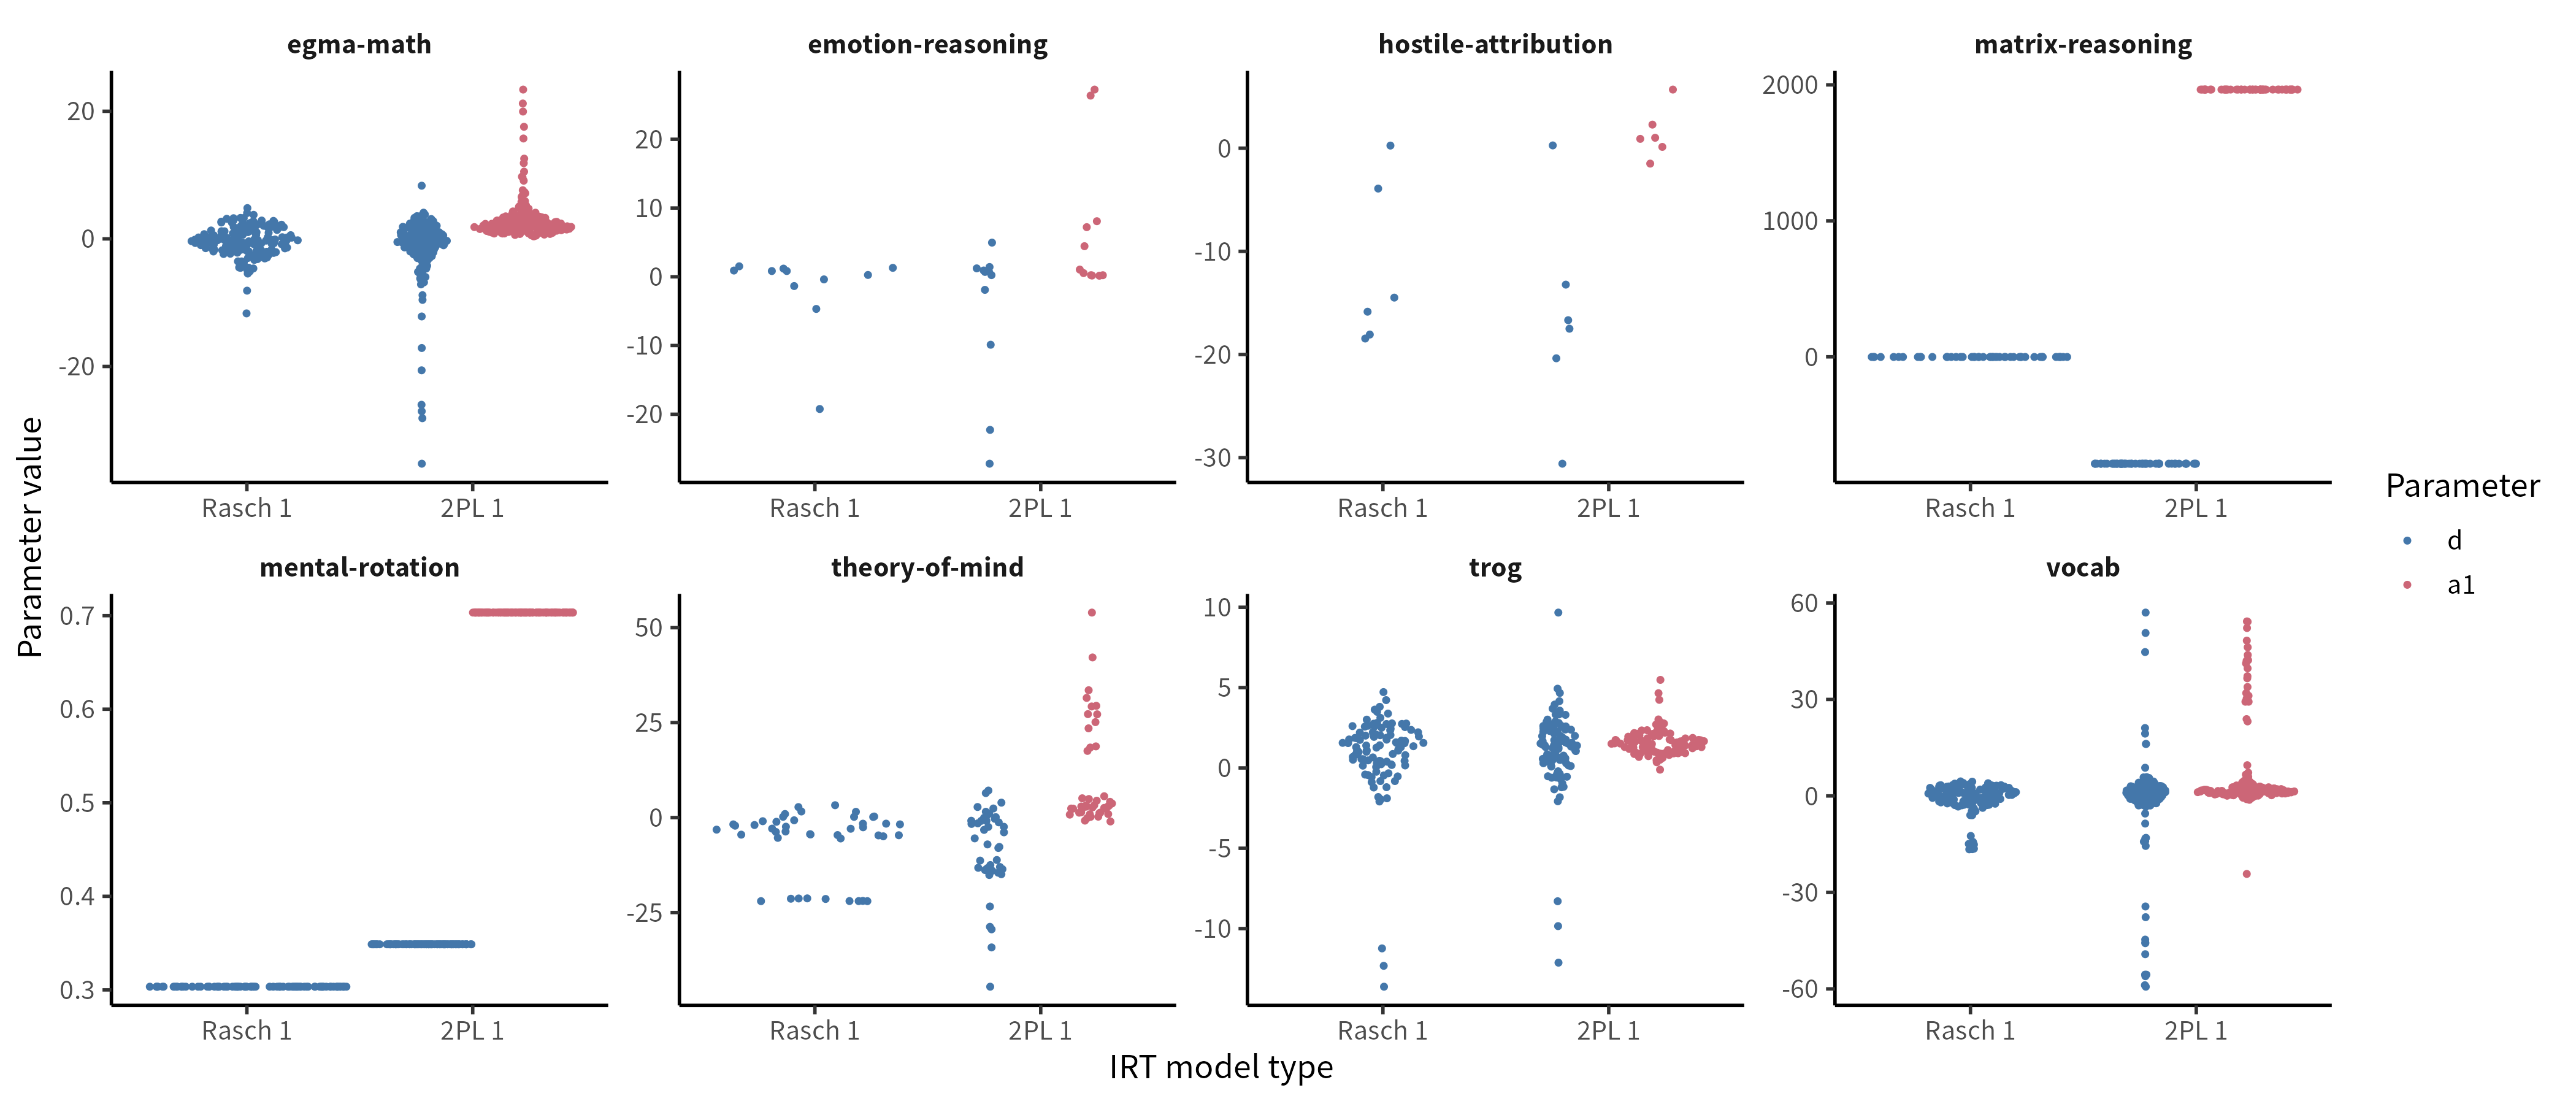 egma-math
emotion-reasoning
hostile-attribution
matrix-reasoning
20
0
-20
20
10
0
-10
-20
0
-10
-20
-30
2000
1000
0
Rasch 1
2PL 1
Rasch 1
2PL 1
Rasch 1
2PL 1
Rasch 1
2PL 1
Parameter value
Parameter
d
a1
mental-rotation
theory-of-mind
trog
vocab
0.7
0.6
0.5
0.4
0.3
50
25
0
-25
10
5
0
-5
-10
60
30
0
-30
-60
Rasch 1
2PL 1
Rasch 1
2PL 1
Rasch 1
2PL 1
Rasch 1
2PL 1
IRT model type